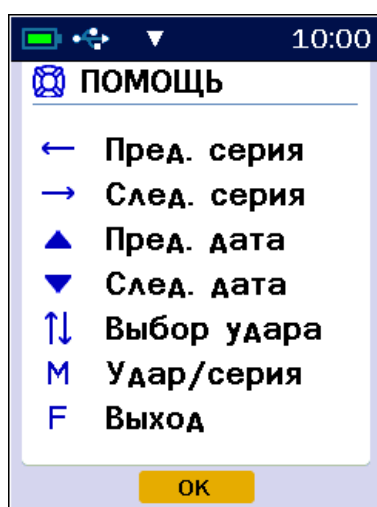 10:00
ПОМОЩЬ
← Пред. серия
→ След. серия
▲ Пред. дата
▼ След. дата
↑↓ Выбор удара
M Удар/серия
F Выход
OK